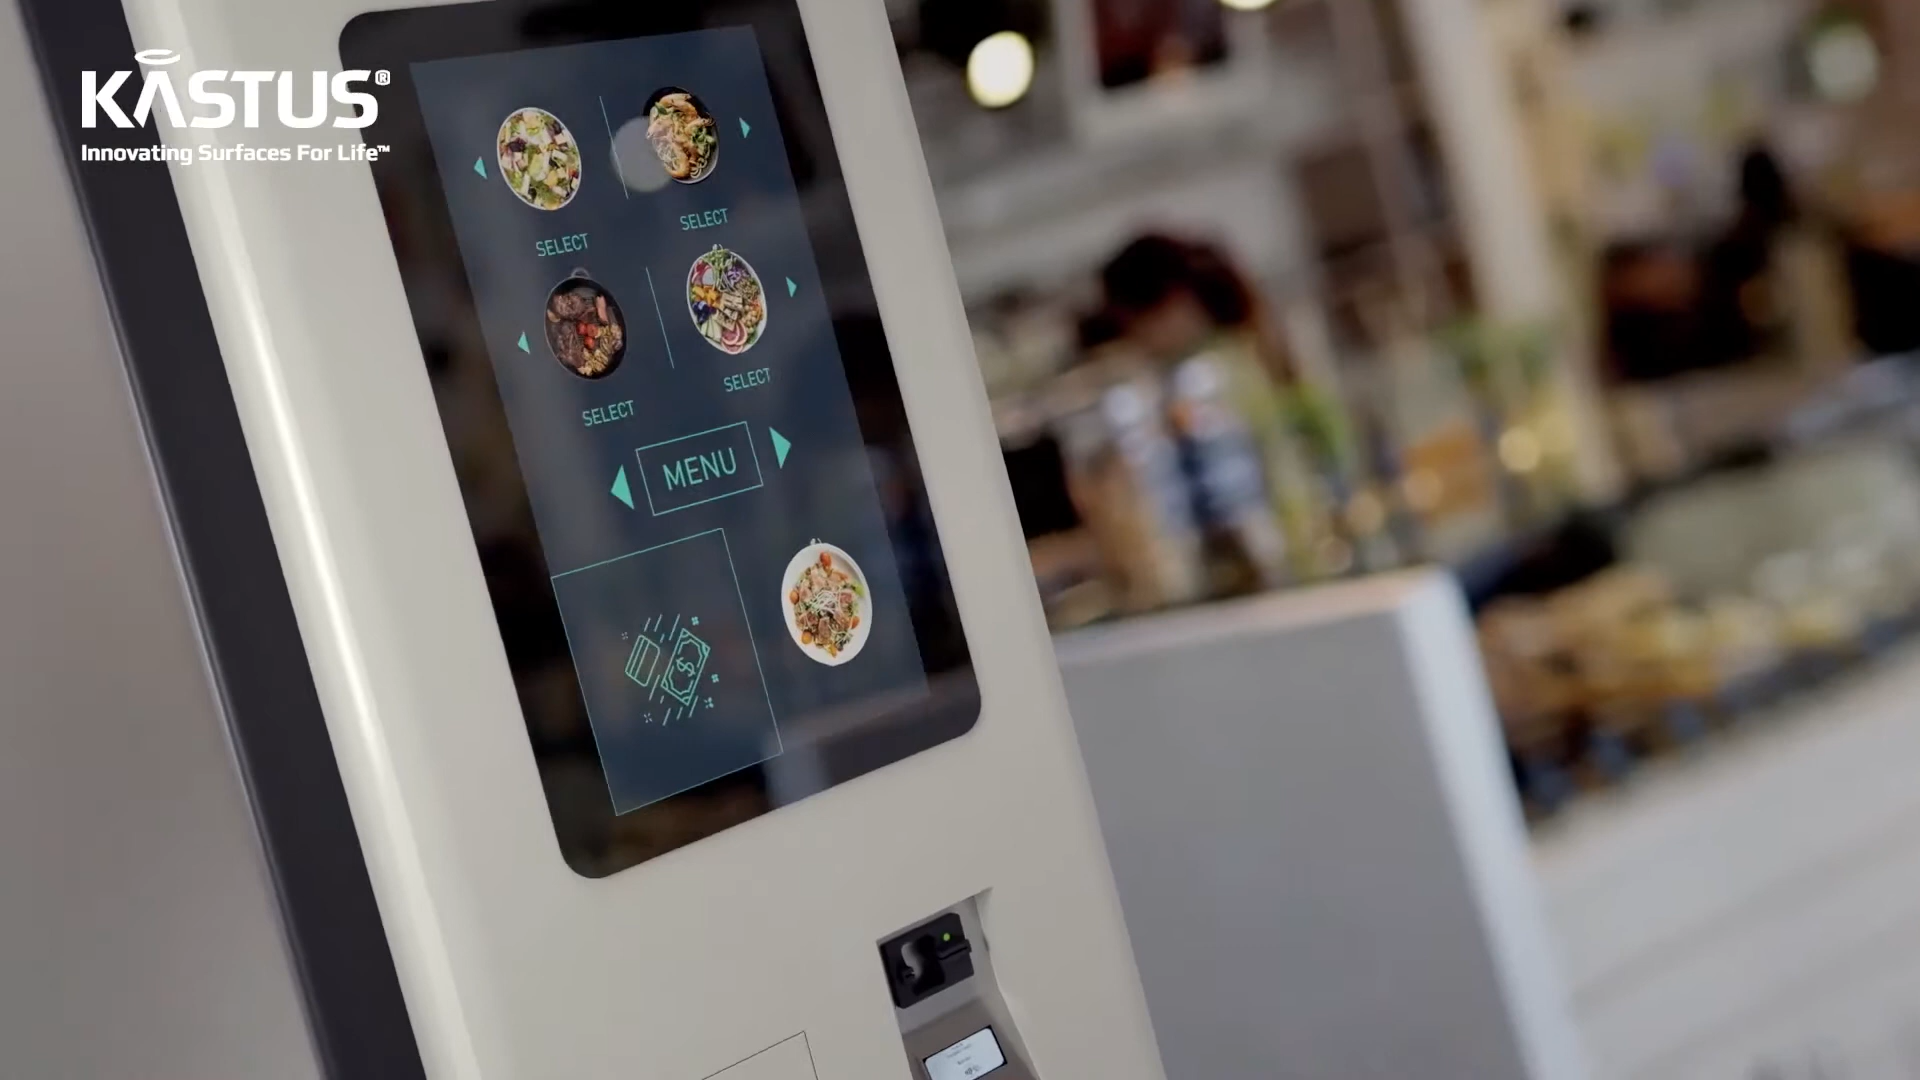 KASTUS®
Innovating Surfaces For Life™
SELECT
SELECT
SELECT
SELECT
MENU
$